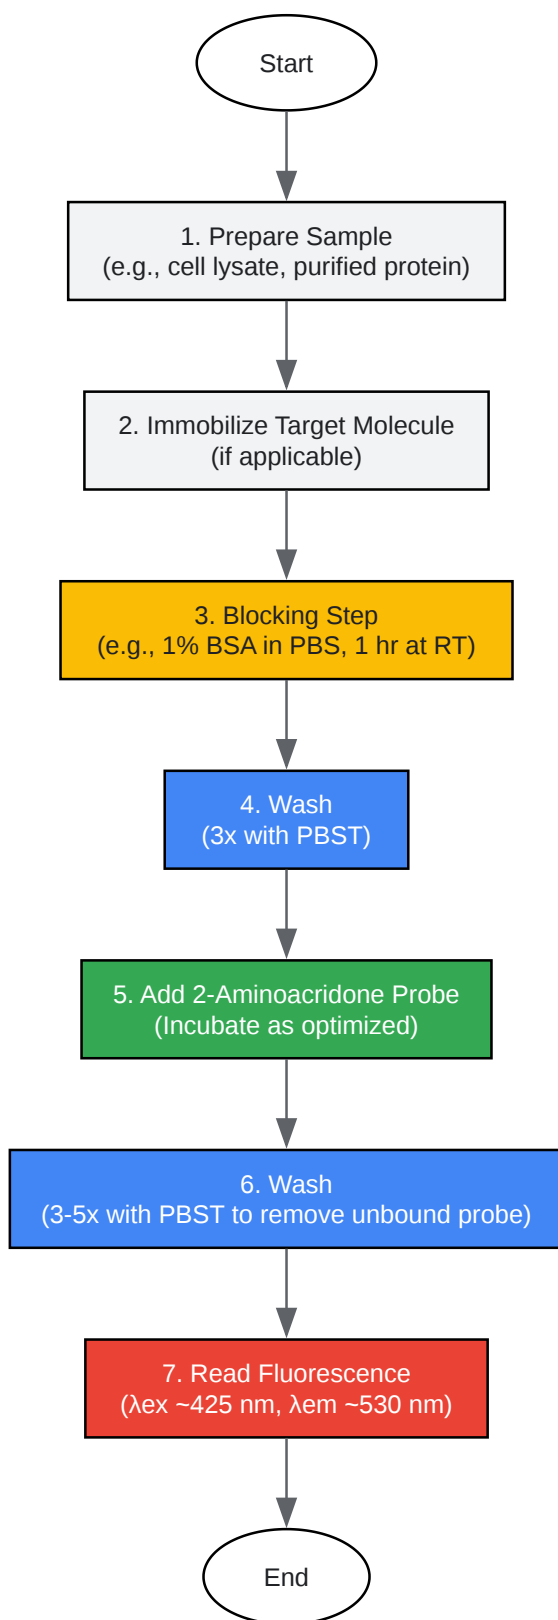 Start
1. Prepare Sample
(e.g., cell lysate, purified protein)
2. Immobilize Target Molecule
(if applicable)
3. Blocking Step
(e.g., 1% BSA in PBS, 1 hr at RT)
4. Wash
(3x with PBST)
5. Add 2-Aminoacridone Probe
(Incubate as optimized)
6. Wash
(3-5x with PBST to remove unbound probe)
7. Read Fluorescence
(λex ~425 nm, λem ~530 nm)
End